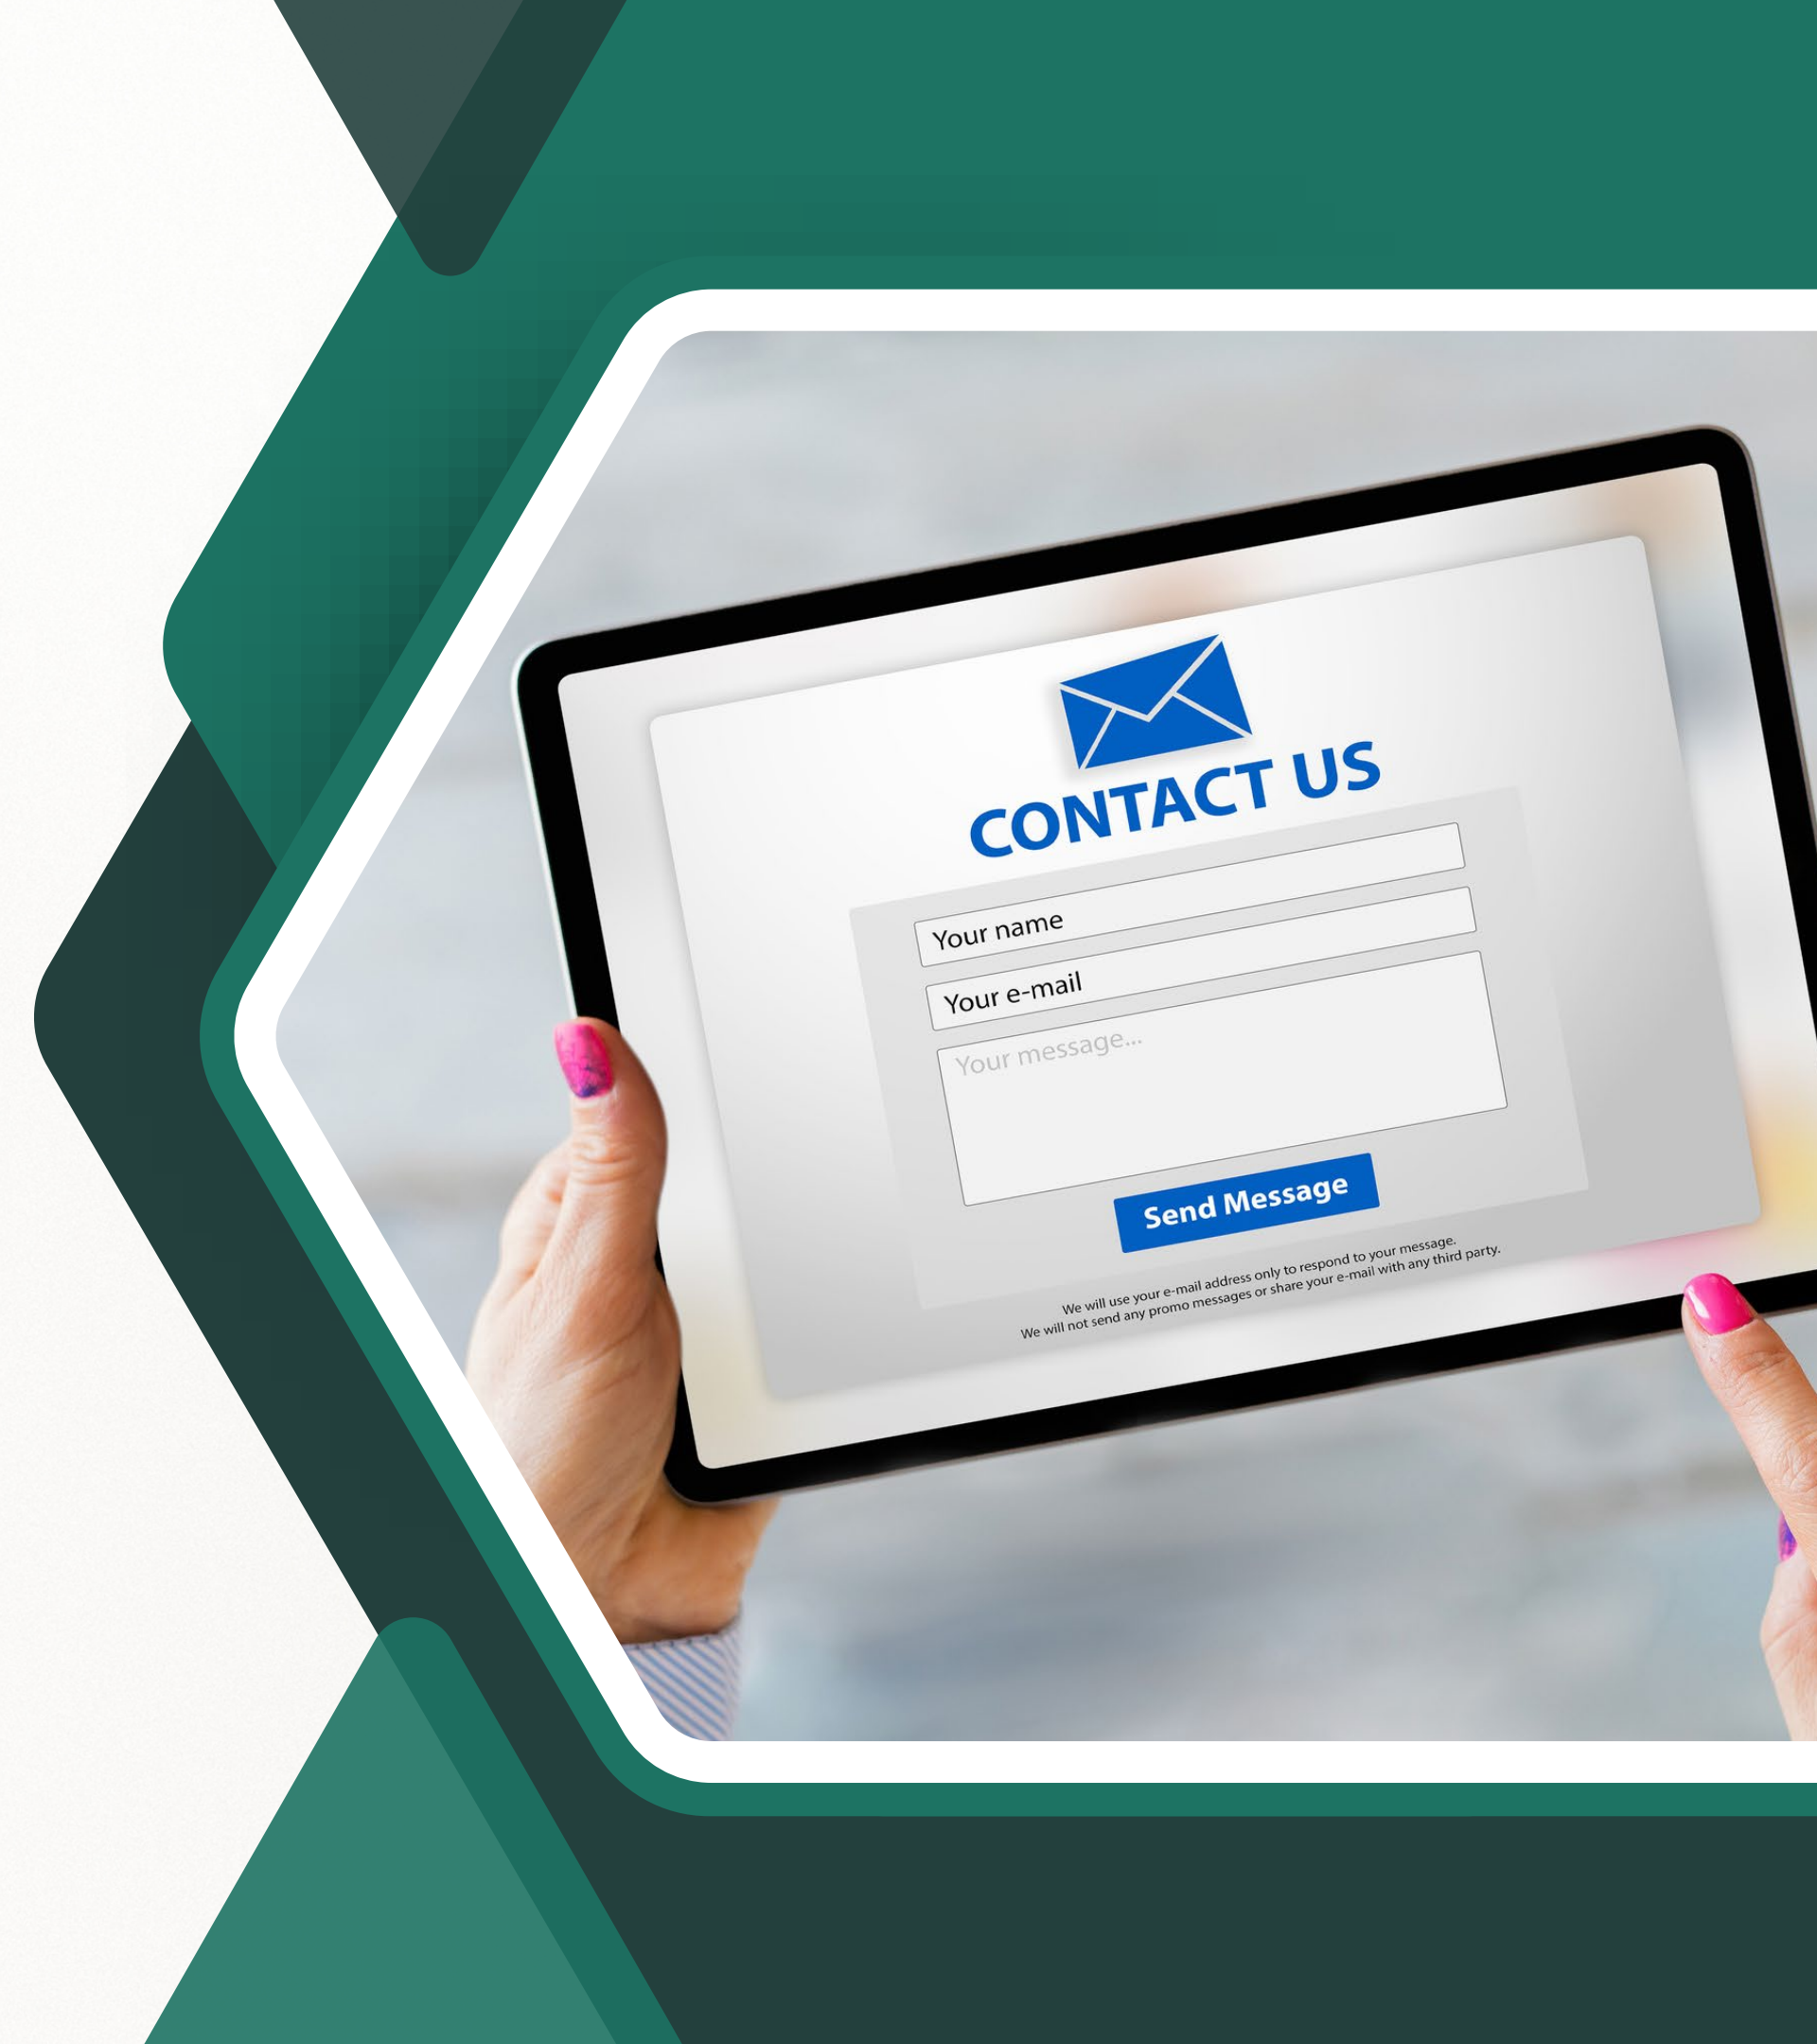 CONTACT US
Your name
Your e-mail
Your message...
Send Message
We will use your e-mail address only to respond to your message.
We will not send any promo messages or share your e-mail with any third party.